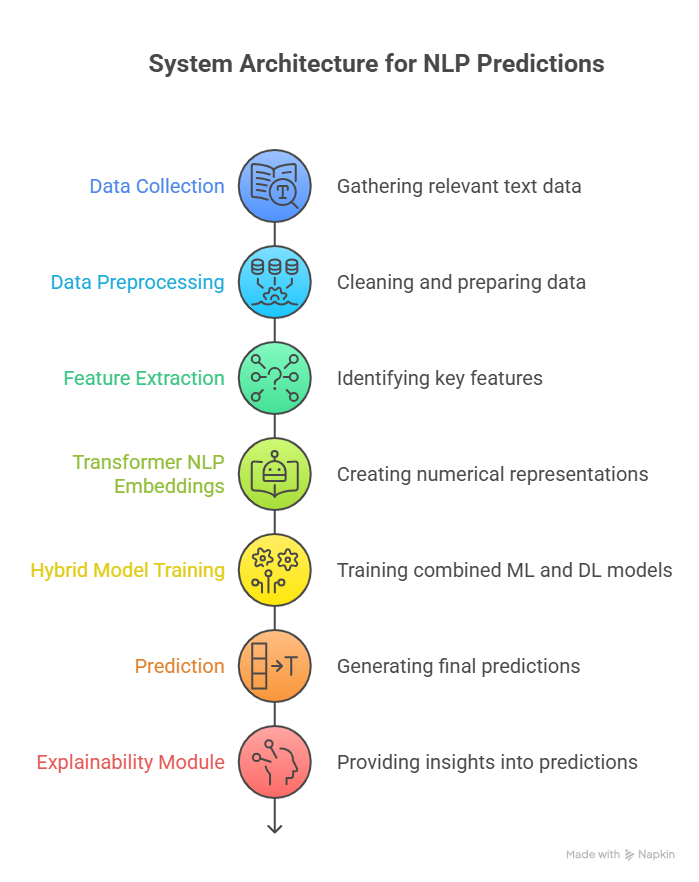 System Architecture for NLP Predictions
Data Collection
Gathering relevant text data
Data Preprocessing
Cleaning and preparing data
Feature Extraction
Identifying key features
Transformer NLP
Embeddings
Creating numerical representations
Hybrid Model Training
Training combined ML and DL models
Prediction
Generating final predictions
Explainability Module
Providing insights into predictions
Made with Napkin